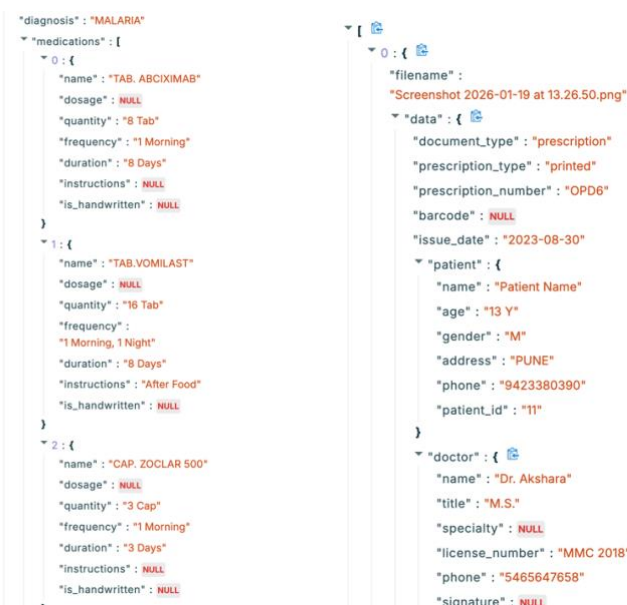 "diagnosis" : "MALARIA"
"medications" : [
0 : {
"name" : "TAB. ABCIXIMAB"
"dosage" : NULL
"quantity" : "8 Tab"
"frequency" : "1 Morning"
"duration" : "8 Days"
"instructions" : NULL
"is_handwritten" : NULL
}
1 : {
"name" : "TAB.VOMILAST"
"dosage" : NULL
"quantity" : "16 Tab"
"frequency" :
"1 Morning, 1 Night"
"duration" : "8 Days"
"instructions" : "After Food"
"is_handwritten" : NULL
}
2 : {
"name" : "CAP. ZOCLAR 500"
"dosage" : NULL
"quantity" : "3 Cap"
"frequency" : "1 Morning"
"duration" : "3 Days"
"instructions" : NULL
"is_handwritten" : NULL
[
0 : {
"filename" :
"Screenshot 2026-01-19 at 13.26.50.png"
"data" : {
"document_type" : "prescription"
"prescription_type" : "printed"
"prescription_number" : "OPD6"
"barcode" : NULL
"issue_date" : "2023-08-30"
"patient" : {
"name" : "Patient Name"
"age" : "13 Y"
"gender" : "M"
"address" : "PUNE"
"phone" : "9423380390"
"patient_id" : "11"
}
"doctor" : {
"name" : "Dr. Akshara"
"title" : "M.S."
"specialty" : NULL
"license_number" : "MMC 2018"
"phone" : "5465647658"
"signature" : NULL